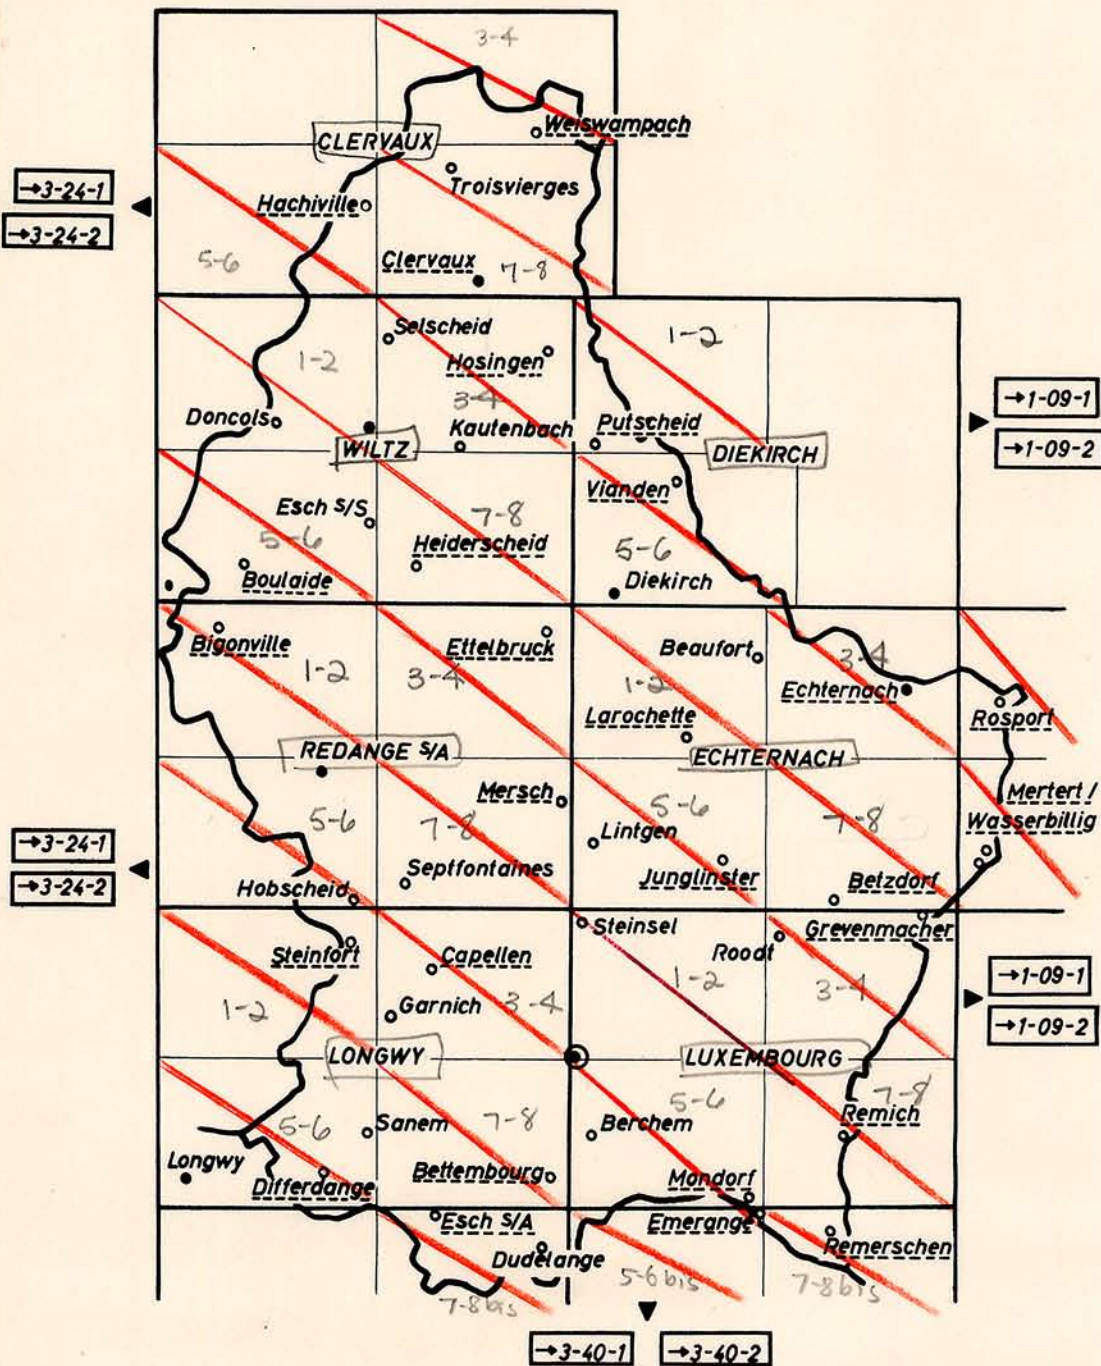 3-4
Weiswampach
CLERVAUX
→3-24-1
→3-24-2
Troisvierges
Hachiville
5-6
Clervaux
7-8
Selscheid
1-2
1-2
Hosingen
3-4
→1-09-1
→1-09-2
Doncols
Kautenbach
Putscheid
WILTZ
DIEKIRCH
Vianden
Esch S/S
7-8
5-6
Heiderscheid
5-6
Boulaide
Diekirch
Bigonville
Ettelbruck
Beaufort
3-4
1-2
3-4
1-2
Echternach
Larochette
Rosport
REDANGE S/A
ECHTERNACH
Mersch
Mertert /
Wasserbillig
5-6
7-8
5-6
7-8
Lintgen
→3-24-1
→3-24-2
Septfontaines
Junglinster
Betzdorf
Hobscheid
Steinsel
Grevenmacher
Steinfort
Capellen
Roodt
1-2
3-4
→1-09-1
→1-09-2
Garnich
3-4
1-2
LONGWY
LUXEMBOURG
5-6
7-8
Remich
5-6
Sanem
7-8
Berchem
Longwy
Differdange
Bettembourg
Mondorf
Esch S/A
Emerange
Remerschen
Dudelange
5-6 bis
7-8 bis
7-8 bis
→3-40-1
→3-40-2